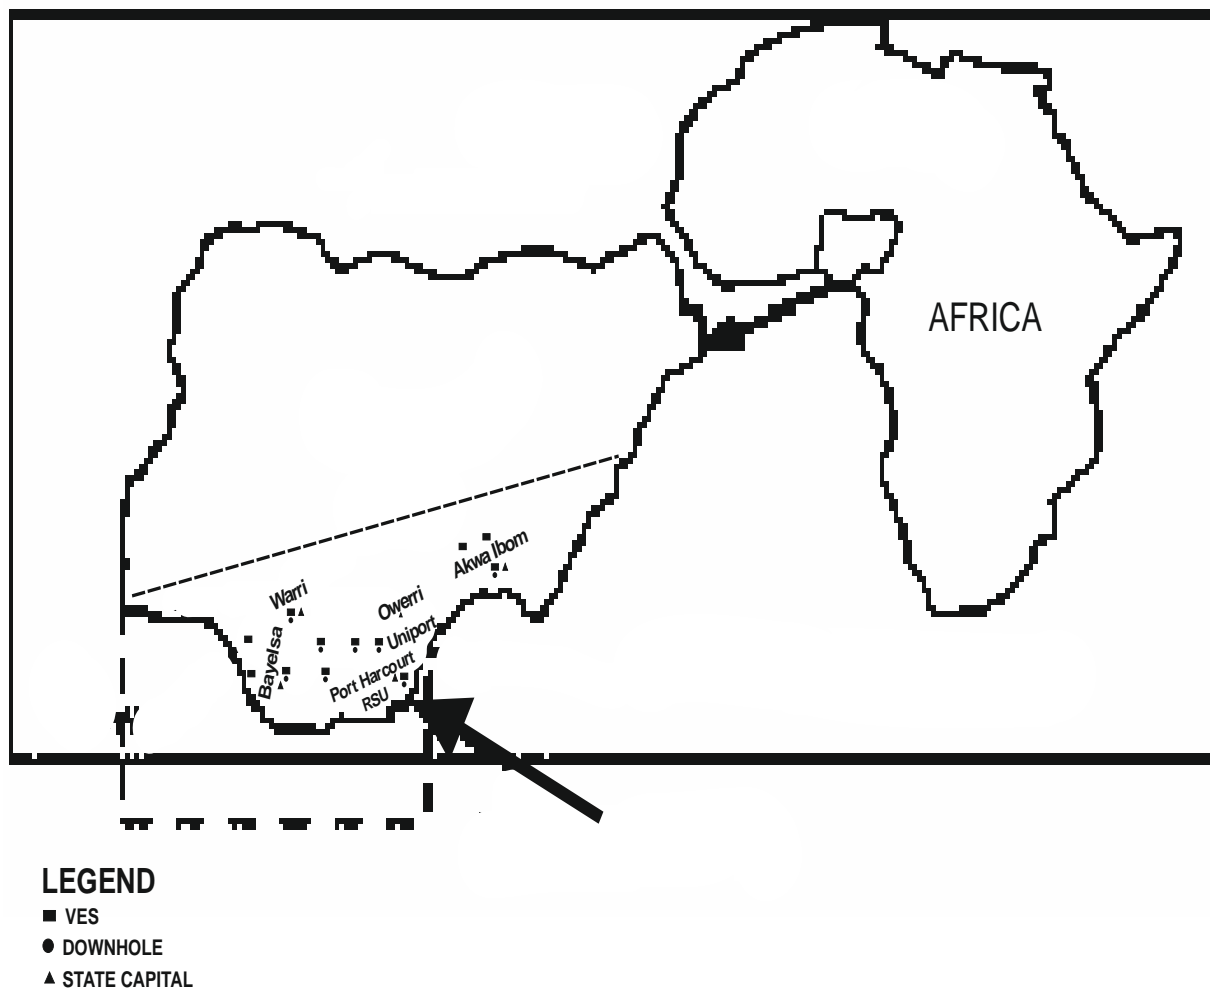 AFRICA
Akwa Ibom
Warri
Owerri
Uniport
Bayelsa
Port Harcourt
RSU
LEGEND
VES
DOWNHOLE
STATE CAPITAL